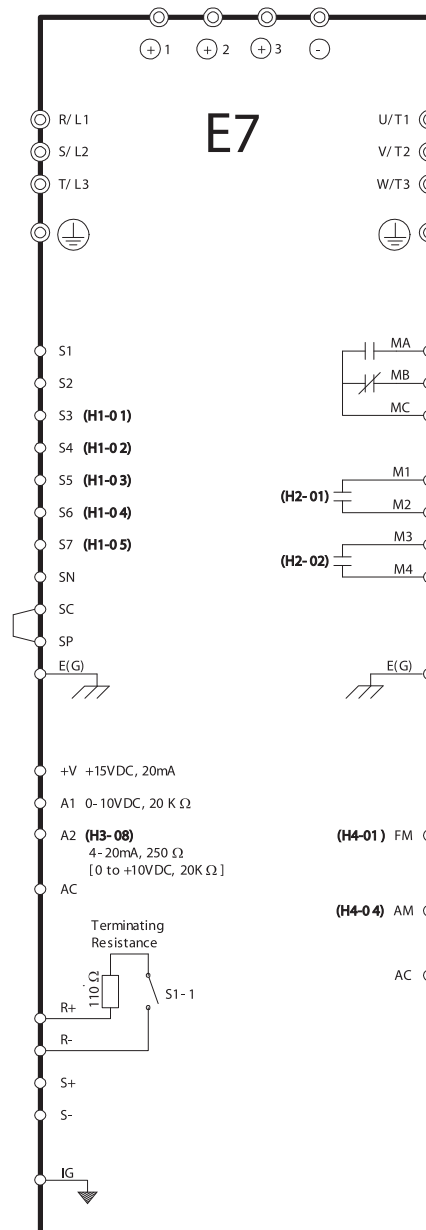 + 1 + 2 + 3 -
E7
R/ L1 U/T1
S/ L2 V/T2
T/ L3 W/T3
S1 MA
S2 MB
S3 (H1-01) MC
S4 (H1-02)
S5 (H1-03) M1
S6 (H1-04) (H2-01) M2
S7 (H1-05) M3
SN (H2-02) M4
SC
SP
E(G) E(G)
+V +15VDC, 20mA
A1 0-10VDC, 20 K Ω
A2 (H3-08) (H4-01) FM
4-20mA, 250 Ω
[0 to +10VDC, 20K Ω]
AC (H4-04) AM
Terminating
Resistance
AC
110 Ω
S1-1
R+
R-
S+
S-
IG